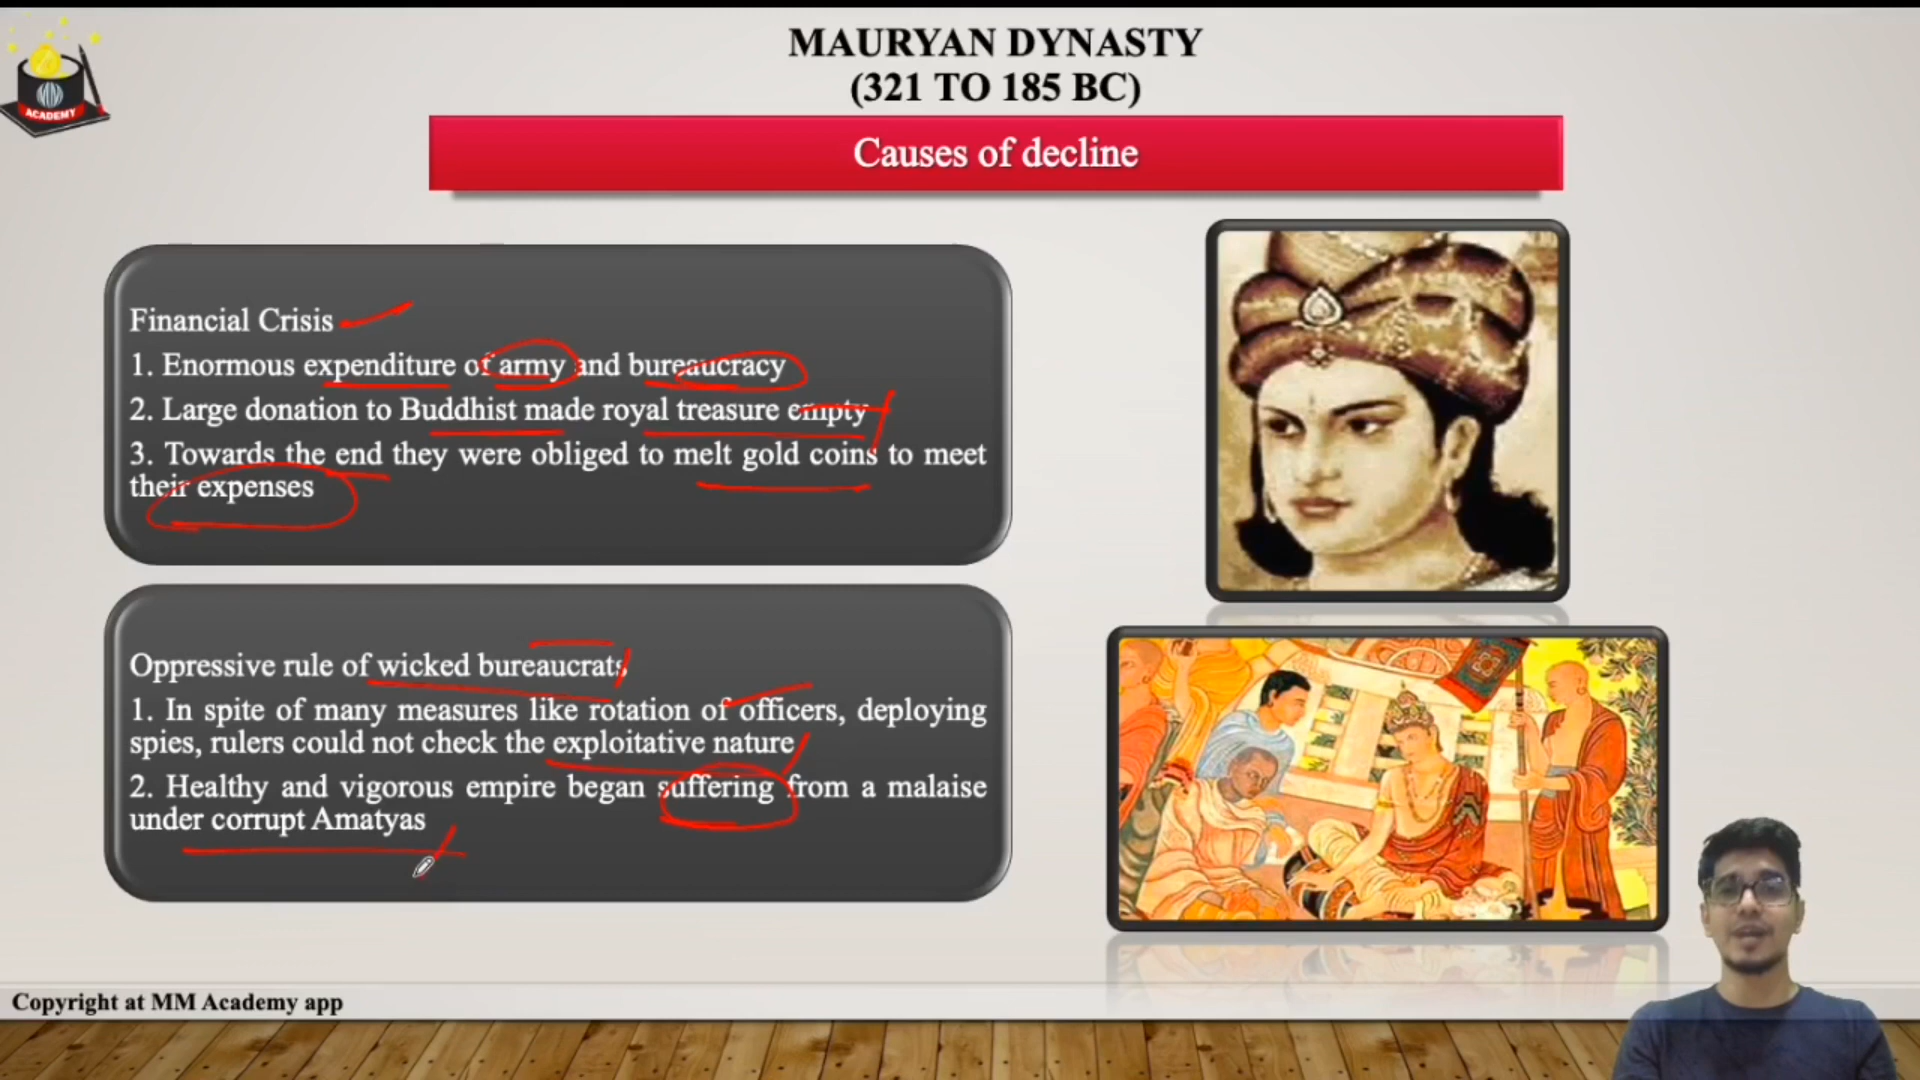 MAURYAN DYNASTY
(321 TO 185 BC)
ACADEMY
Causes of decline
Financial Crisis
1. Enormous expenditure of army and bureaucracy
2. Large donation to Buddhist made royal treasure empty
3. Towards the end they were obliged to melt gold coins to meet
their expenses
Oppressive rule of wicked bureaucrats
1. In spite of many measures like rotation of officers, deploying
spies, rulers could not check the exploitative nature
2. Healthy and vigorous empire began suffering from a malaise
under corrupt Amatyas
Copyright at MM Academy app